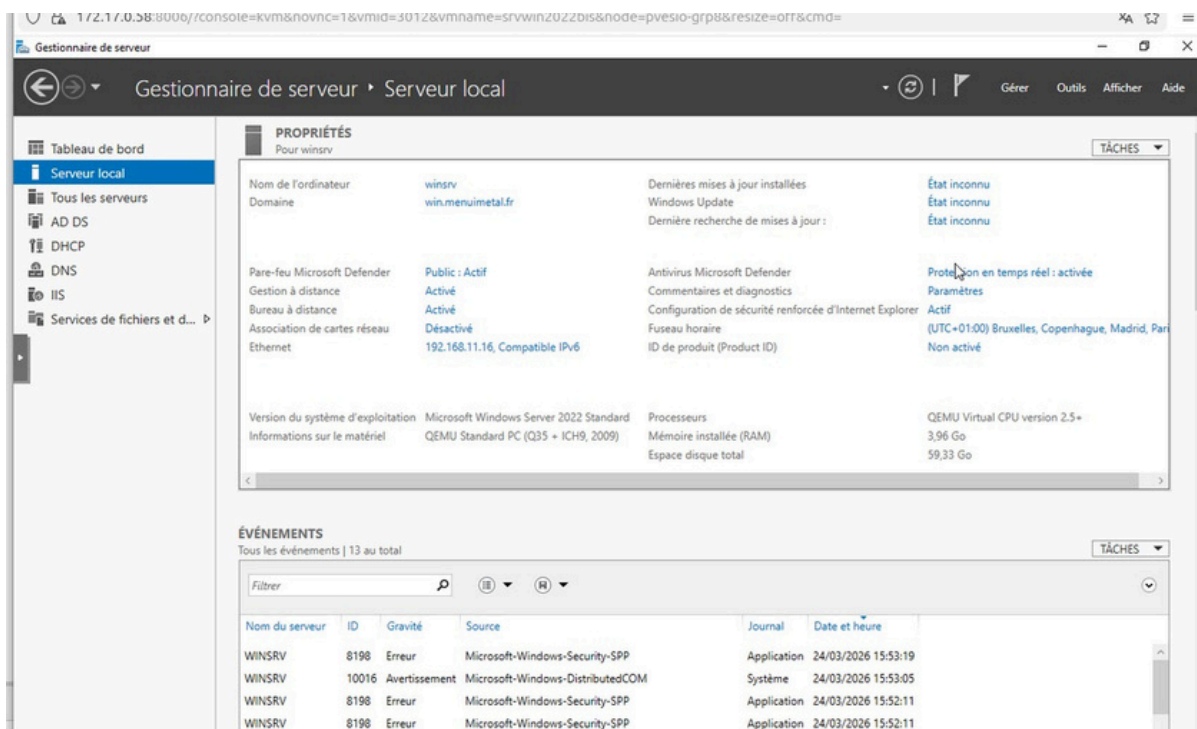 172.17.0.58:8006/?console=kvm&novnc=1&vmid=3012&vmname=srvwin2022bis&node=pvesio-grp8&resize=off&cmd=
Gestionnaire de serveur
Gestionnaire de serveur • Serveur local
Gérer Outils Afficher Aide
Tableau de bord
Serveur local
Tous les serveurs
AD DS
DHCP
DNS
IIS
Services de fichiers et d...
PROPRIÉTÉS
Pour winsrv
TÂCHES
Nom de l'ordinateur winsrv Dernières mises à jour installées État inconnu
Domaine win.menuimetal.fr Windows Update État inconnu
Dernière recherche de mises à jour : État inconnu
Pare-feu Microsoft Defender Public : Actif Antivirus Microsoft Defender Protection en temps réel : activée
Gestion à distance Activé Commentaires et diagnostics Paramètres
Bureau à distance Activé Configuration de sécurité renforcée d'Internet Explorer Actif
Association de cartes réseau Désactivé Fuseau horaire (UTC+01:00) Bruxelles, Copenhague, Madrid, Pari
Ethernet 192.168.11.16, Compatible IPv6 ID de produit (Product ID) Non activé
Version du système d'exploitation Microsoft Windows Server 2022 Standard Processeurs QEMU Virtual CPU version 2.5+
Informations sur le matériel QEMU Standard PC (Q35 + ICH9, 2009) Mémoire installée (RAM) 3,96 Go
Espace disque total 59,33 Go
ÉVÉNEMENTS
Tous les événements | 13 au total
TÂCHES
Filtrer
Nom du serveur ID Gravité Source Journal Date et heure
WINSRV 8198 Erreur Microsoft-Windows-Security-SPP Application 24/03/2026 15:53:19
WINSRV 10016 Avertissement Microsoft-Windows-DistributedCOM Système 24/03/2026 15:53:05
WINSRV 8198 Erreur Microsoft-Windows-Security-SPP Application 24/03/2026 15:52:11
WINSRV 8198 Erreur Microsoft-Windows-Security-SPP Application 24/03/2026 15:52:11